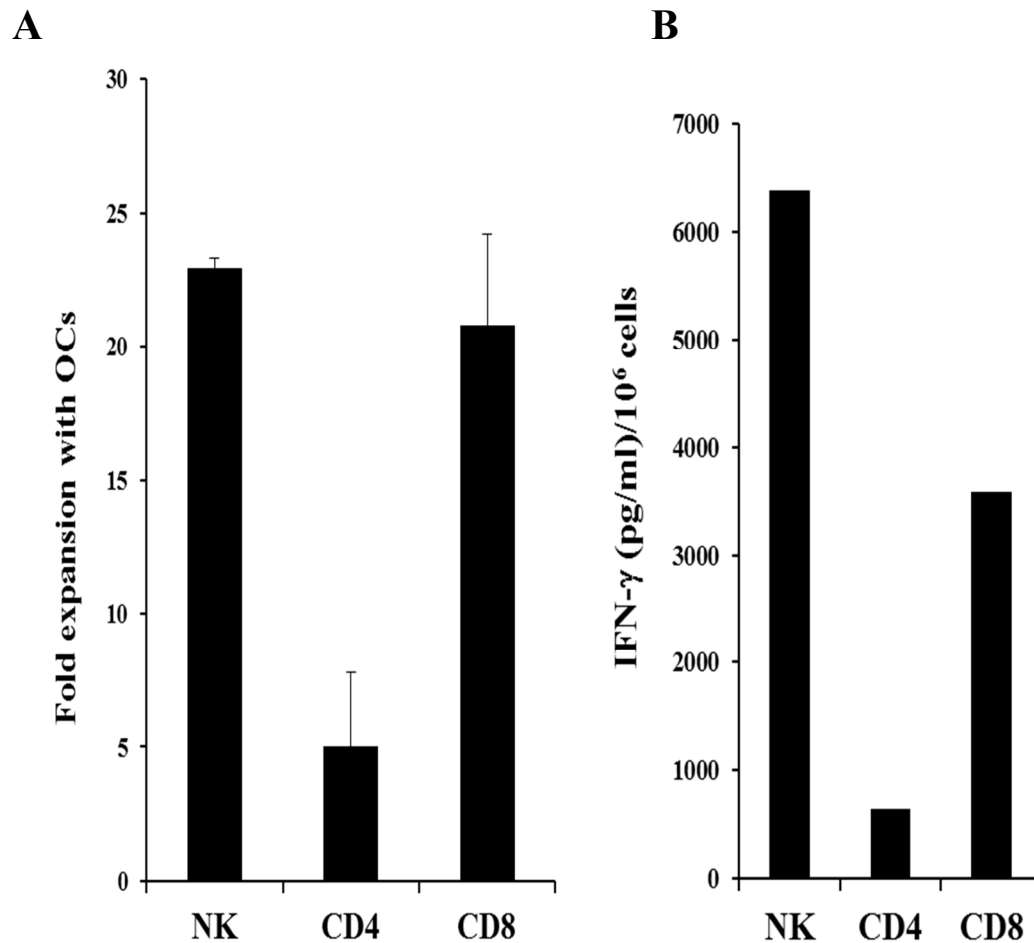 A
Fold expansion with OCs
30
25
20
15
10
5
0
NK CD4 CD8
B
IFN-γ (pg/ml)/10⁶ cells
7000
6000
5000
4000
3000
2000
1000
0
NK CD4 CD8